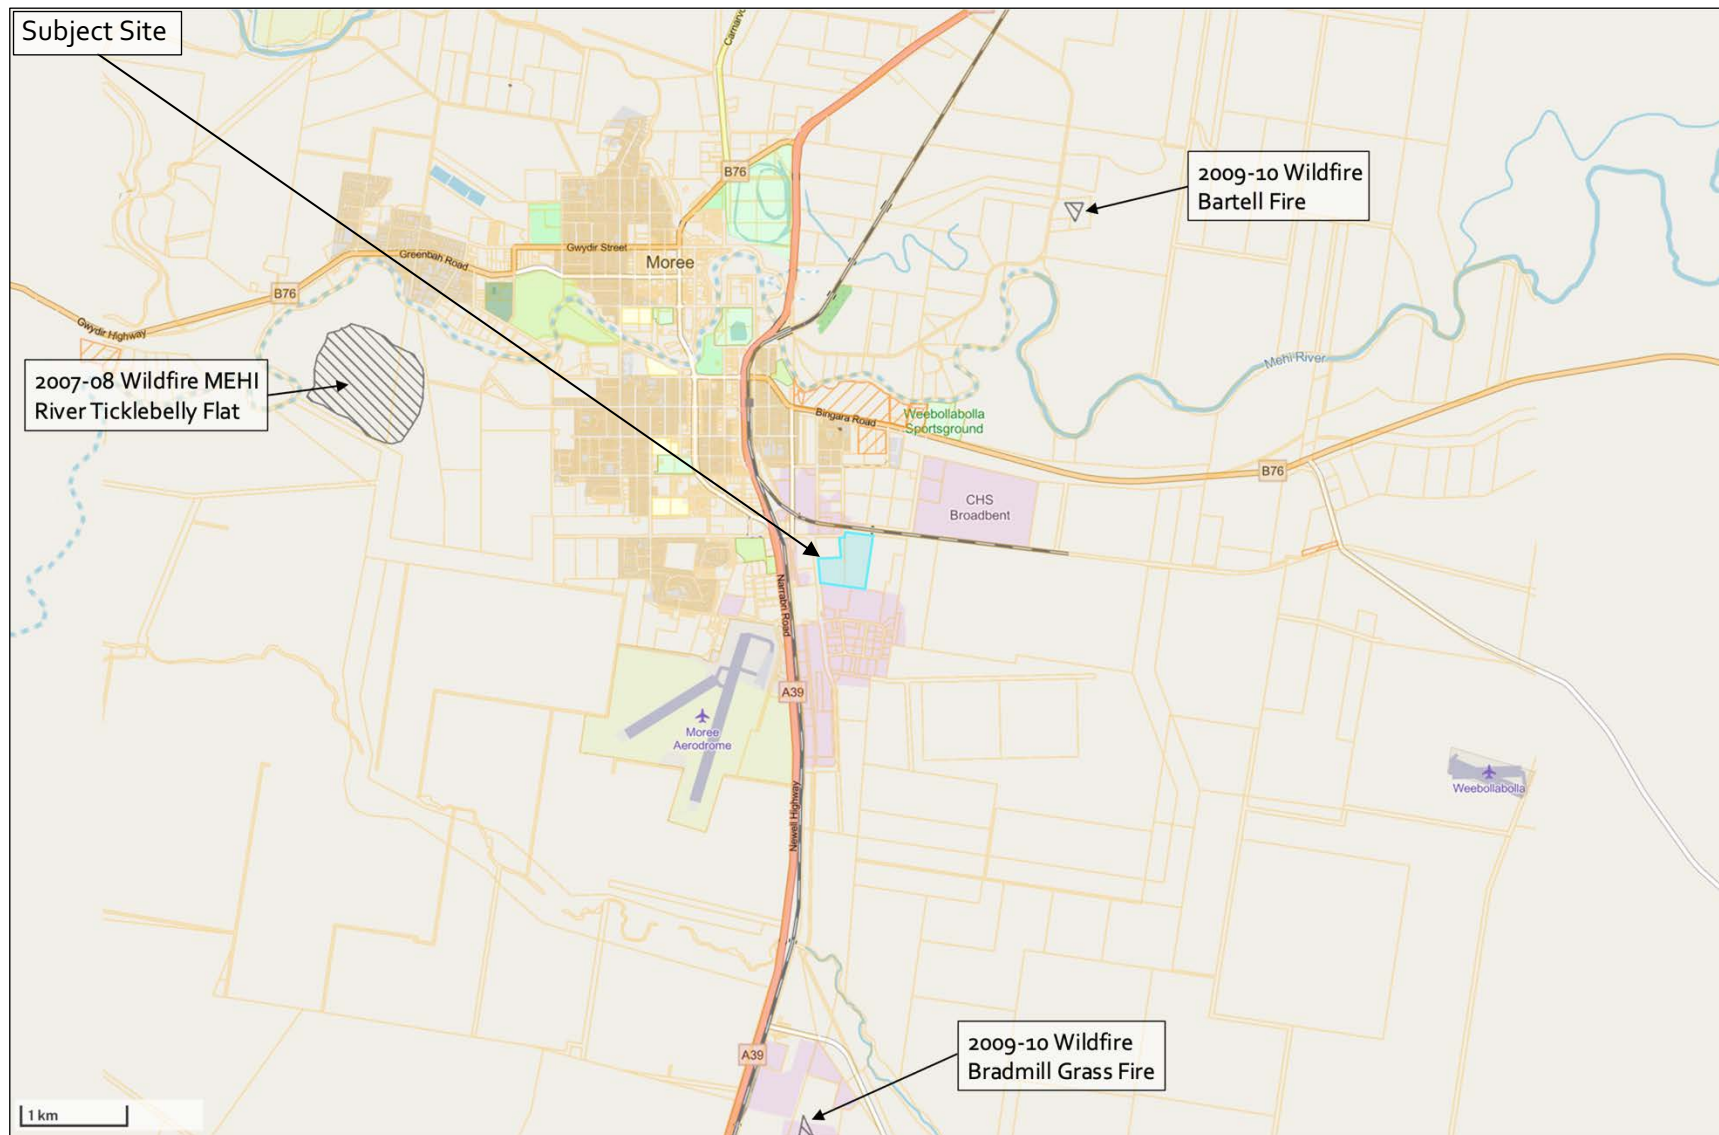 Subject Site
Carnarvo
B76
2009-10 Wildfire
Bartell Fire
Gwydir Street
Moree
Greenbah Road
B76
Gwydir Highway
Mehi River
2007-08 Wildfire MEHI
River Ticklebelly Flat
Bingara Road
Weebollabolla
Sportsground
B76
CHS
Broadbent
Narrabri Road
A39
Moree
Aerodrome
Weebollabolla
Newell Highway
2009-10 Wildfire
Bradmill Grass Fire
A39
1 km